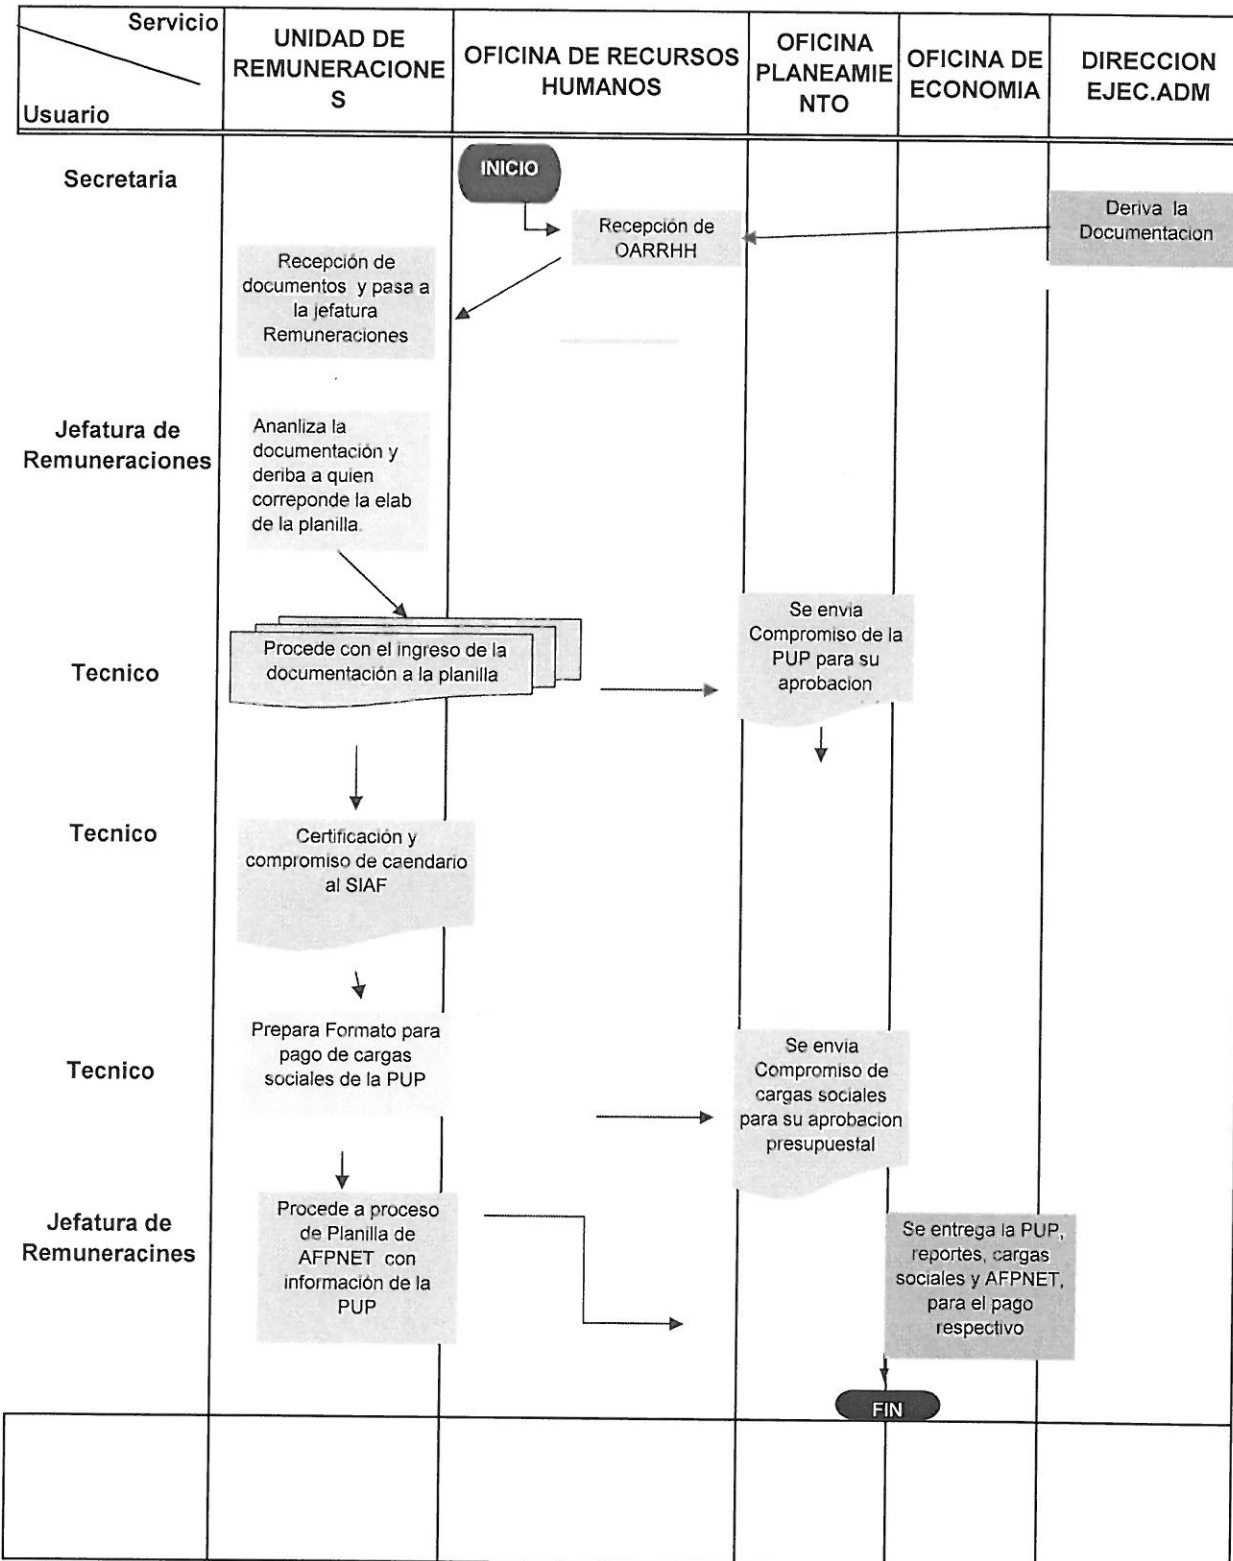 Servicio
Usuario
UNIDAD DE
REMUNERACIONE
S
OFICINA DE RECURSOS
HUMANOS
OFICINA
PLANEAMIE
NTO
OFICINA DE
ECONOMIA
DIRECCION
EJEC.ADM
Secretaria
INICIO
Recepción de
OARRHH
Deriva la
Documentacion
Recepción de
documentos y pasa a
la jefatura
Remuneraciones
Jefatura de
Remuneraciones
Ananliza la
documentación y
deriba a quien
correponde la elab
de la planilla.
Tecnico
Procede con el ingreso de la
documentación a la planilla
Se envia
Compromiso de la
PUP para su
aprobacion
Tecnico
Certificación y
compromiso de caendario
al SIAF
Tecnico
Prepara Formato para
pago de cargas
sociales de la PUP
Se envia
Compromiso de
cargas sociales
para su aprobacion
presupuestal
Jefatura de
Remuneracines
Procede a proceso
de Planilla de
AFPNET con
información de la
PUP
Se entrega la PUP,
reportes, cargas
sociales y AFPNET,
para el pago
respectivo
FIN